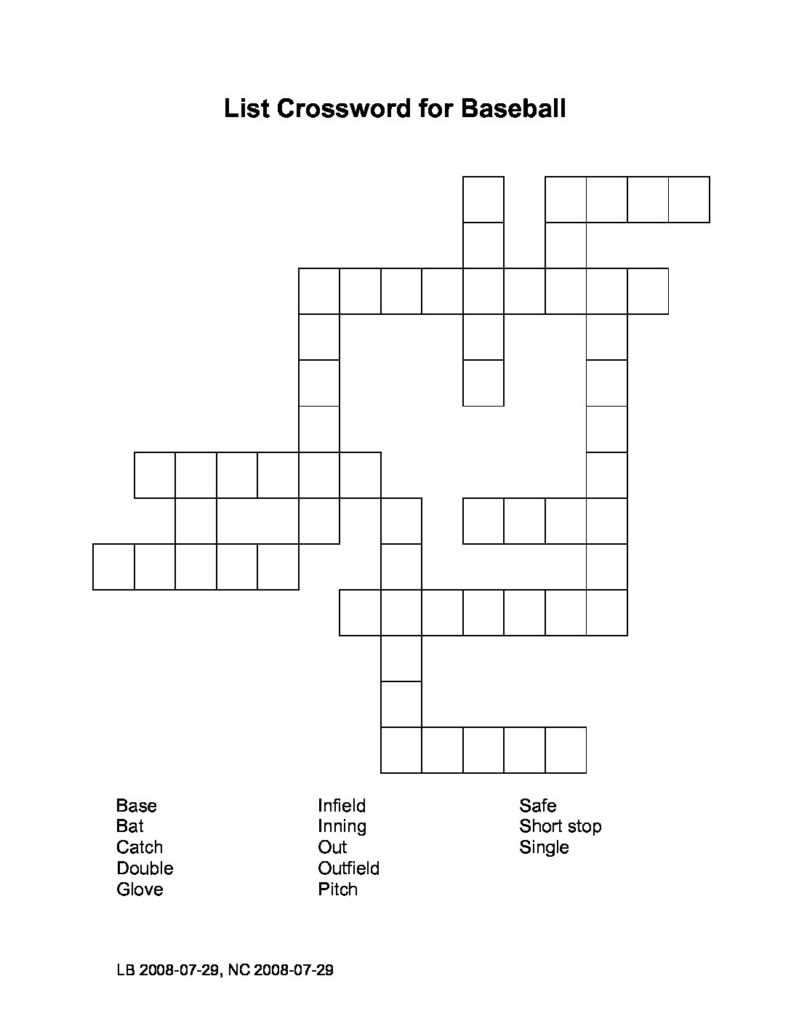 List Crossword for Baseball
Base
Bat
Catch
Double
Glove
Infield
Inning
Out
Outfield
Pitch
Safe
Short stop
Single
LB 2008-07-29, NC 2008-07-29